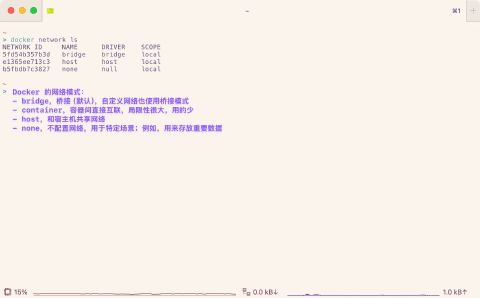 ~
⌘1
~
> docker network ls
NETWORK ID NAME DRIVER SCOPE
5fd54b357b3d bridge bridge local
e1365ee713c3 host host local
b5fbdb7c3827 none null local
~
> Docker 的网络模式:
- bridge, 桥接 (默认), 自定义网络也使用桥接模式
- container, 容器间直接互联, 局限性很大, 用的少
- host, 和宿主机共享网络
- none, 不配置网络, 用于特定场景; 例如, 用来存放重要数据
15% 0.0 kB↓ 1.0 kB↑